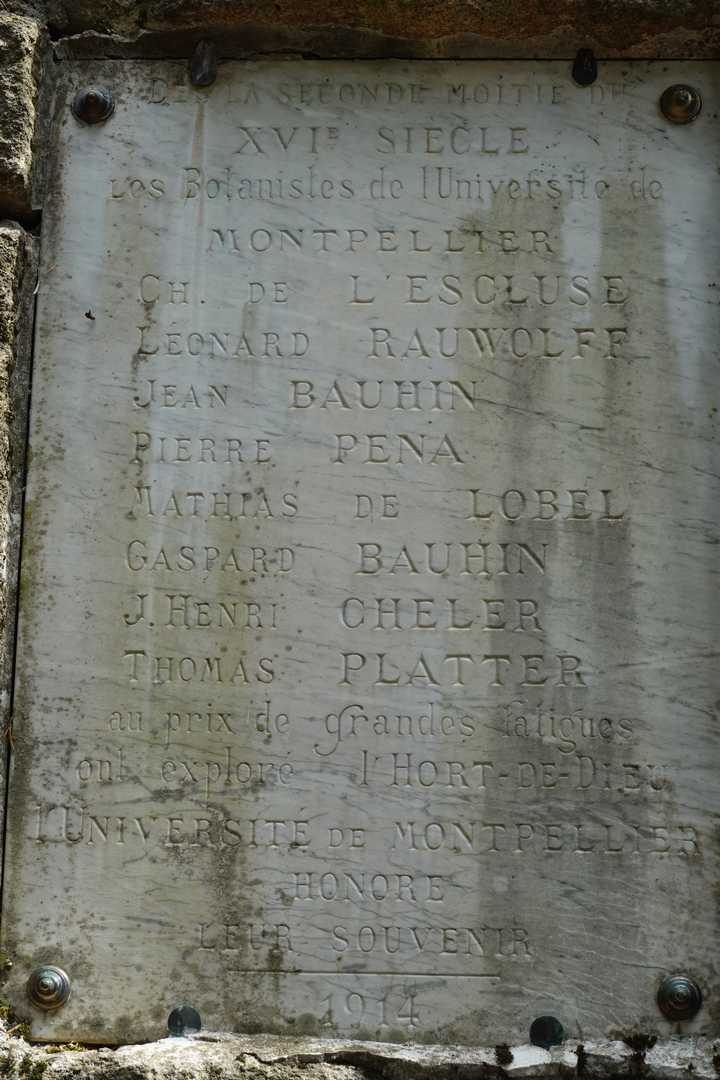 DÈS LA SECONDE MOITIE DU
XVIE SIECLE
Les Botanistes de l'Université de
MONTPELLIER
CH. DE L'ESCLUSE
LÉONARD RAUWOLFF
JEAN BAUHIN
PIERRE PENA
MATHIAS DE LOBEL
GASPARD BAUHIN
J. HENRI CHELER
THOMAS PLATTER
au prix de grandes fatigues
ont exploré l'HORT-DE-DIEU
L'UNIVERSITÉ DE MONTPELLIER
HONORE
LEUR SOUVENIR
1914